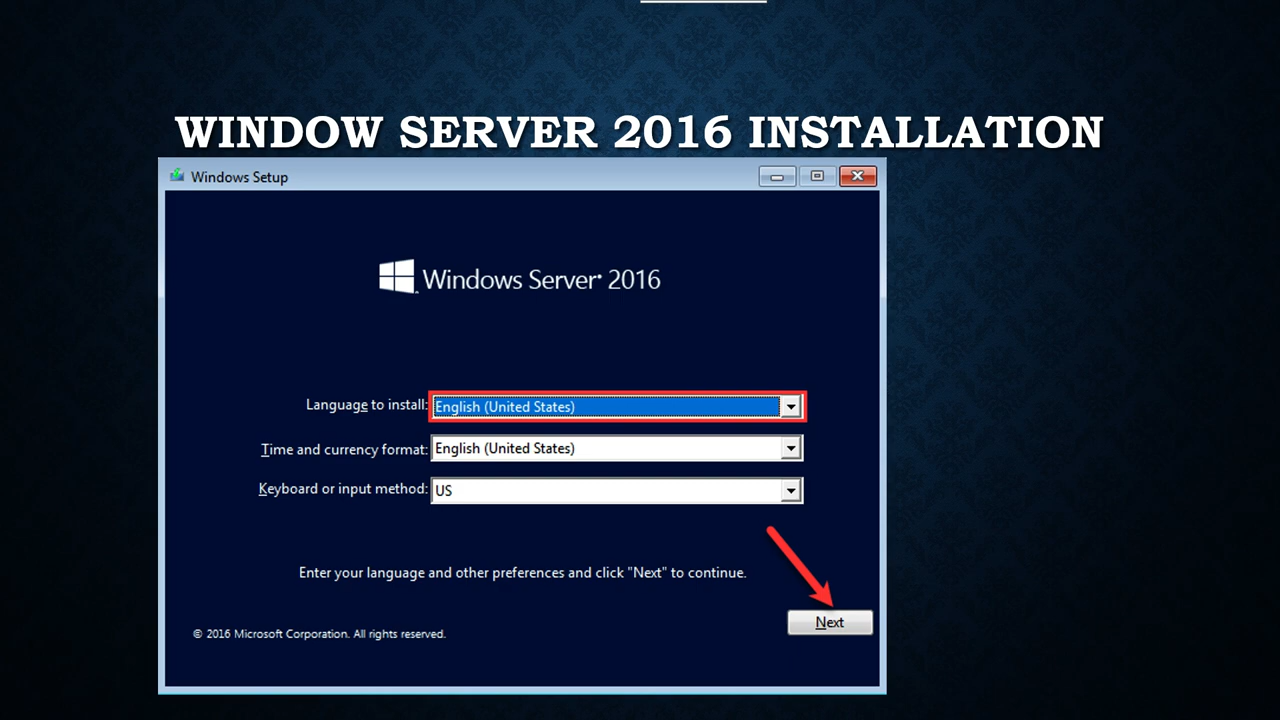 WINDOW SERVER 2016 INSTALLATION
Windows Setup
Windows Server 2016
Language to install: English (United States)
Time and currency format: English (United States)
Keyboard or input method: US
Enter your language and other preferences and click "Next" to continue.
Next
© 2016 Microsoft Corporation. All rights reserved.